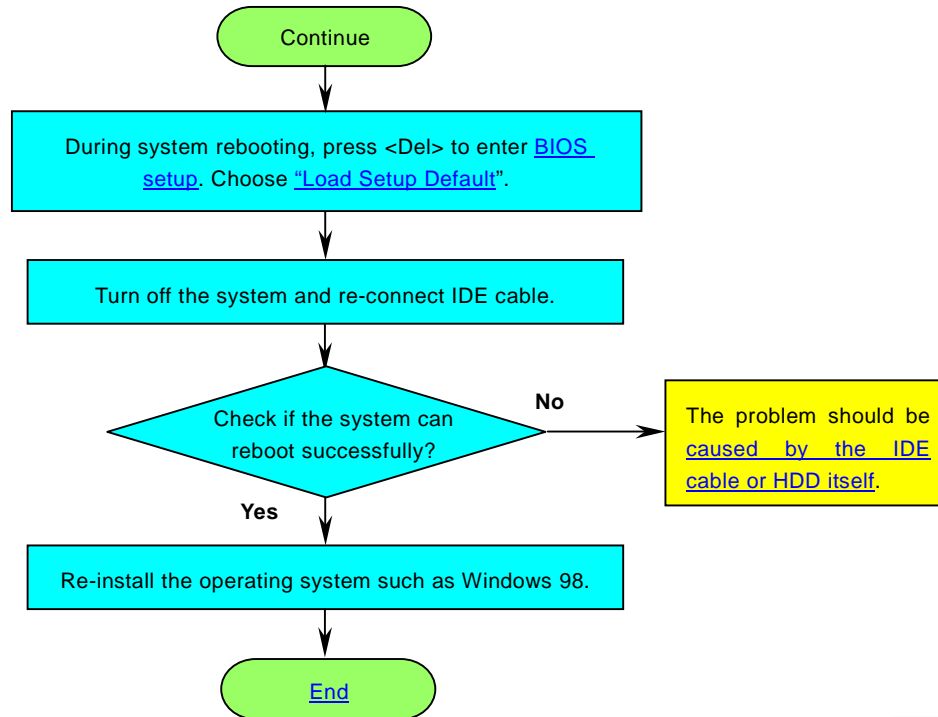 Continue
During system rebooting, press <Del> to enter BIOS
setup. Choose “Load Setup Default”.
Turn off the system and re-connect IDE cable.
Check if the system can
reboot successfully?
No
The problem should be
caused by the IDE
cable or HDD itself.
Yes
Re-install the operating system such as Windows 98.
End